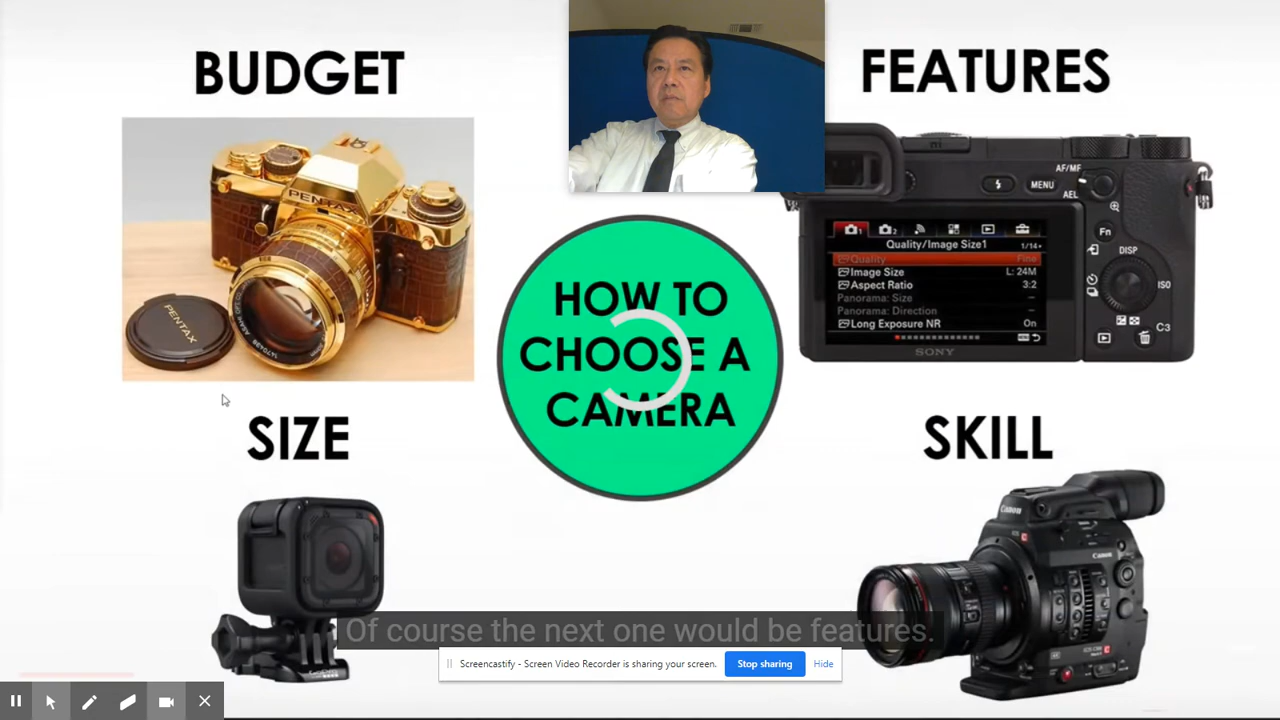 BUDGET
FEATURES
PENTAX
PENTAX
1470439
AF/MF
MENU
AEL
Fn
DISP
ISO
C3
Quality/Image Size1
1/14
Quality
Fine
Image Size
L: 24M
Aspect Ratio
3:2
Panorama: Size
Panorama: Direction
Long Exposure NR
On
SONY
HOW TO
CHOOSE A
CAMERA
SIZE
SKILL
Canon
Canon
Of course the next one would be features.
Screencastify - Screen Video Recorder is sharing your screen.
Stop sharing
Hide